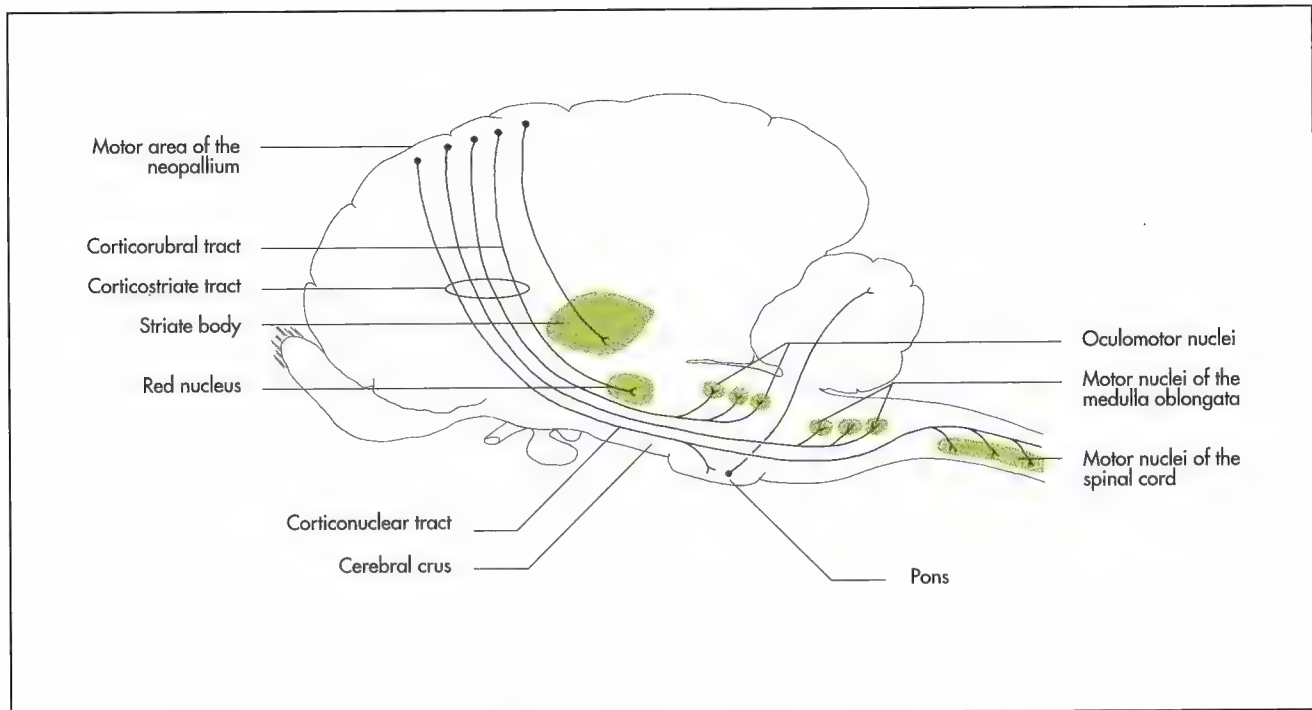 Motor area of the
neopallium
Corticorubral tract
Corticostriate tract
Striate body
Red nucleus
Corticonuclear tract
Cerebral crus
Oculomotor nuclei
Motor nuclei of the
medulla oblongata
Motor nuclei of the
spinal cord
Pons